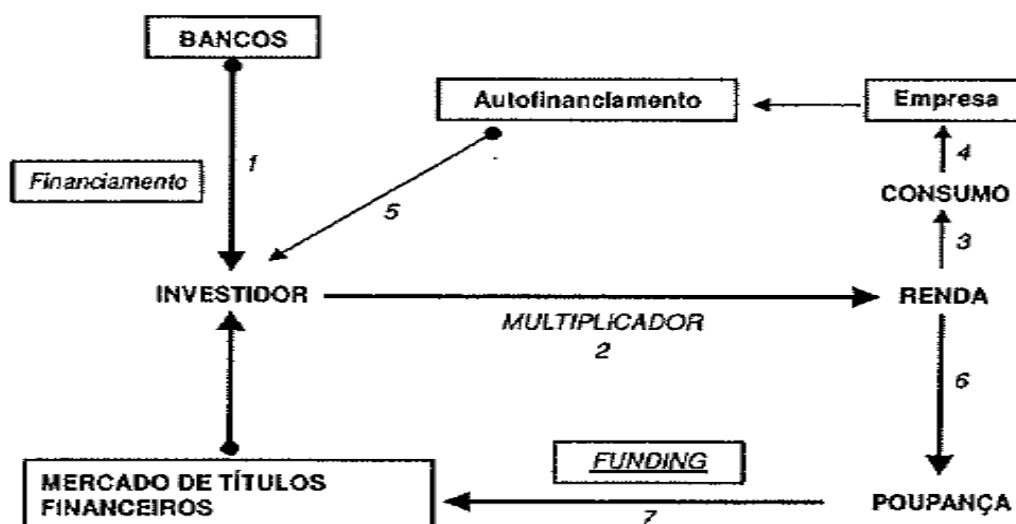 BANCOS
Autofinanciamento
Empresa
Financiamento
1
4
CONSUMO
5
3
INVESTIDOR
RENDA
MULTIPLICADOR
2
6
FUNDING
MERCADO DE TÍTULOS
FINANCEIROS
7
POUPANÇA